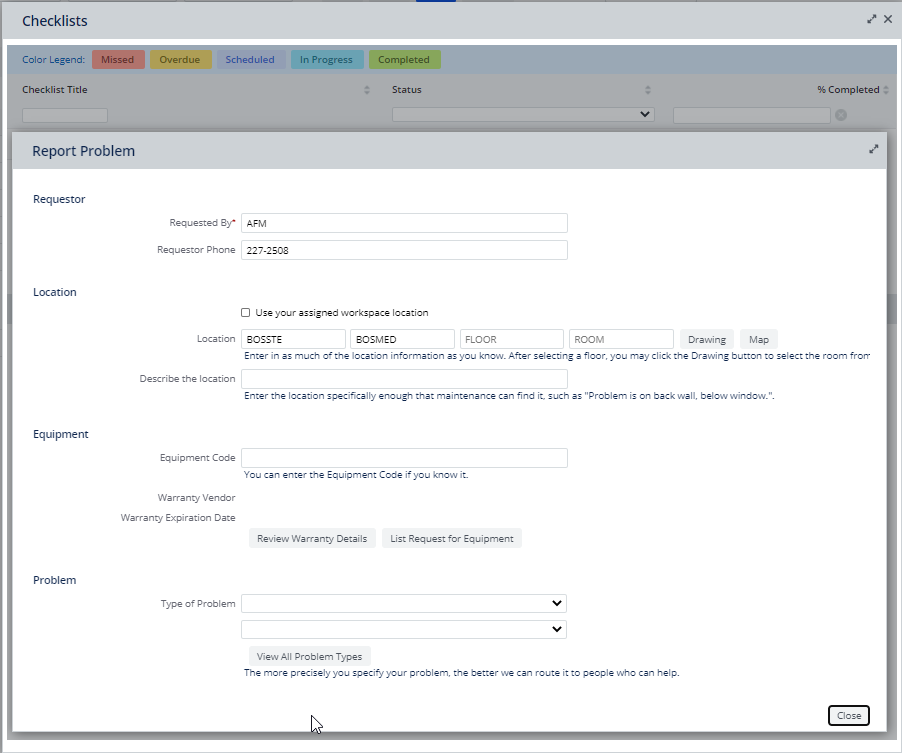 Checklists
Color Legend: Missed Overdue Scheduled In Progress Completed
Checklist Title Status % Completed
Report Problem
Requestor
Requested By* AFM
Requestor Phone 227-2508
Location
Use your assigned workspace location
Location BOSSTE BOSMED FLOOR ROOM Drawing Map
Enter in as much of the location information as you know. After selecting a floor, you may click the Drawing button to select the room from
Describe the location
Enter the location specifically enough that maintenance can find it, such as "Problem is on back wall, below window.".
Equipment
Equipment Code
You can enter the Equipment Code if you know it.
Warranty Vendor
Warranty Expiration Date
Review Warranty Details List Request for Equipment
Problem
Type of Problem
View All Problem Types
The more precisely you specify your problem, the better we can route it to people who can help.
Close